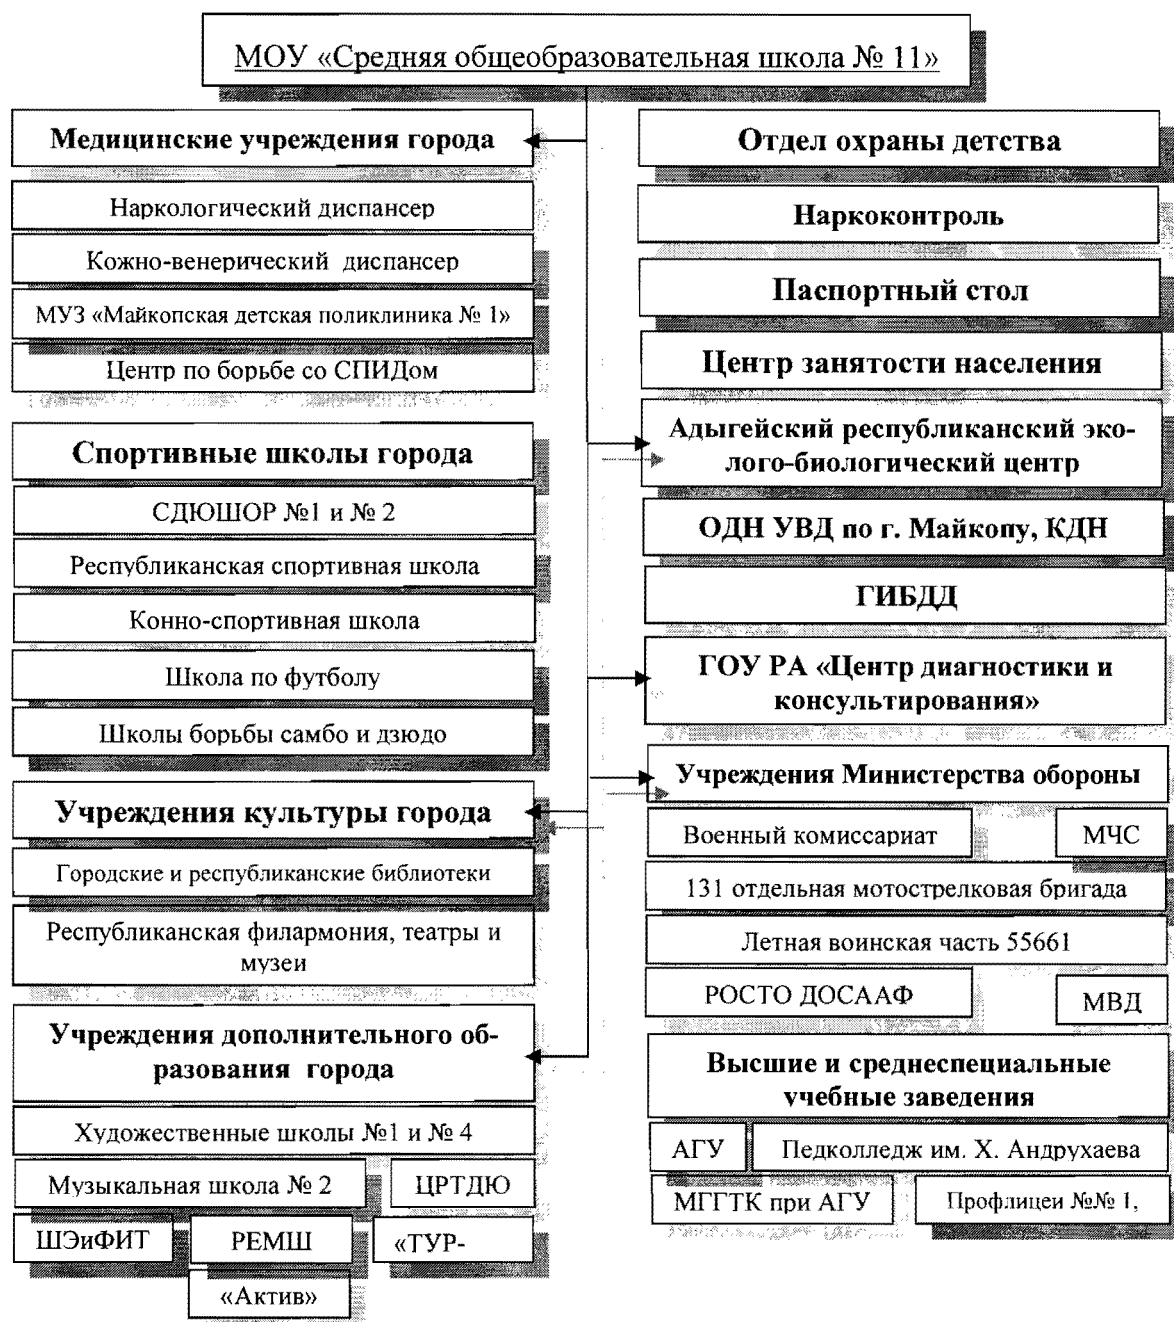 МОУ «Средняя общеобразовательная школа № 11»
Медицинские учреждения города
Наркологический диспансер
Кожно-венерический диспансер
МУЗ «Майкопская детская поликлиника № 1»
Центр по борьбе со СПИДом
Спортивные школы города
СДЮШОР №1 и № 2
Республиканская спортивная школа
Конно-спортивная школа
Школа по футболу
Школы борьбы самбо и дзюдо
Учреждения культуры города
Городские и республиканские библиотеки
Республиканская филармония, театры и
музеи
Учреждения дополнительного об-
разования города
Художественные школы №1 и № 4
Музыкальная школа № 2
ЦРТДЮ
ШЭиФИТ
РЕМШ
«ТУР-
«Актив»
Отдел охраны детства
Наркоконтроль
Паспортный стол
Центр занятости населения
Адыгейский республиканский эко-
лого-биологический центр
ОДН УВД по г. Майкопу, КДН
ГИБДД
ГОУ РА «Центр диагностики и
консультирования»
Учреждения Министерства обороны
Военный комиссариат
МЧС
131 отдельная мотострелковая бригада
Летная воинская часть 55661
РОСТО ДОСААФ
МВД
Высшие и среднеспециальные
учебные заведения
АГУ
Педколледж им. Х. Андрухаева
МГГТК при АГУ
Профлицеи №№ 1,